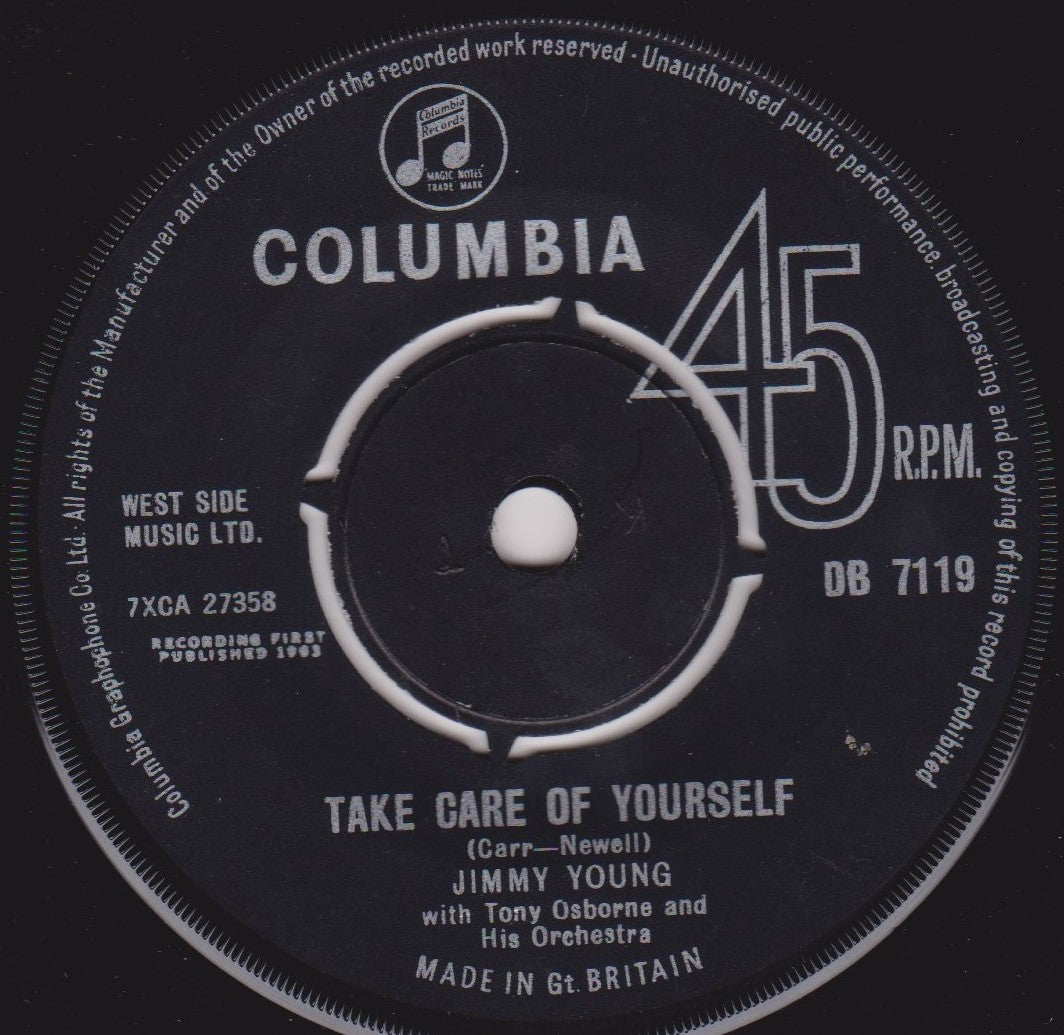 Columbia Graphophone Co. Ltd. · All rights of the Manufacturer and of the Owner of the recorded work reserved · Unauthorised public performance, broadcasting and copying of this record prohibited
Columbia
Records
MAGIC NOTES
TRADE MARK
COLUMBIA
45
R.P.M.
WEST SIDE
MUSIC LTD.
DB 7119
7XCA 27358
RECORDING FIRST
PUBLISHED 1963
TAKE CARE OF YOURSELF
(Carr—Newell)
JIMMY YOUNG
with Tony Osborne and
His Orchestra
MADE IN Gt. BRITAIN